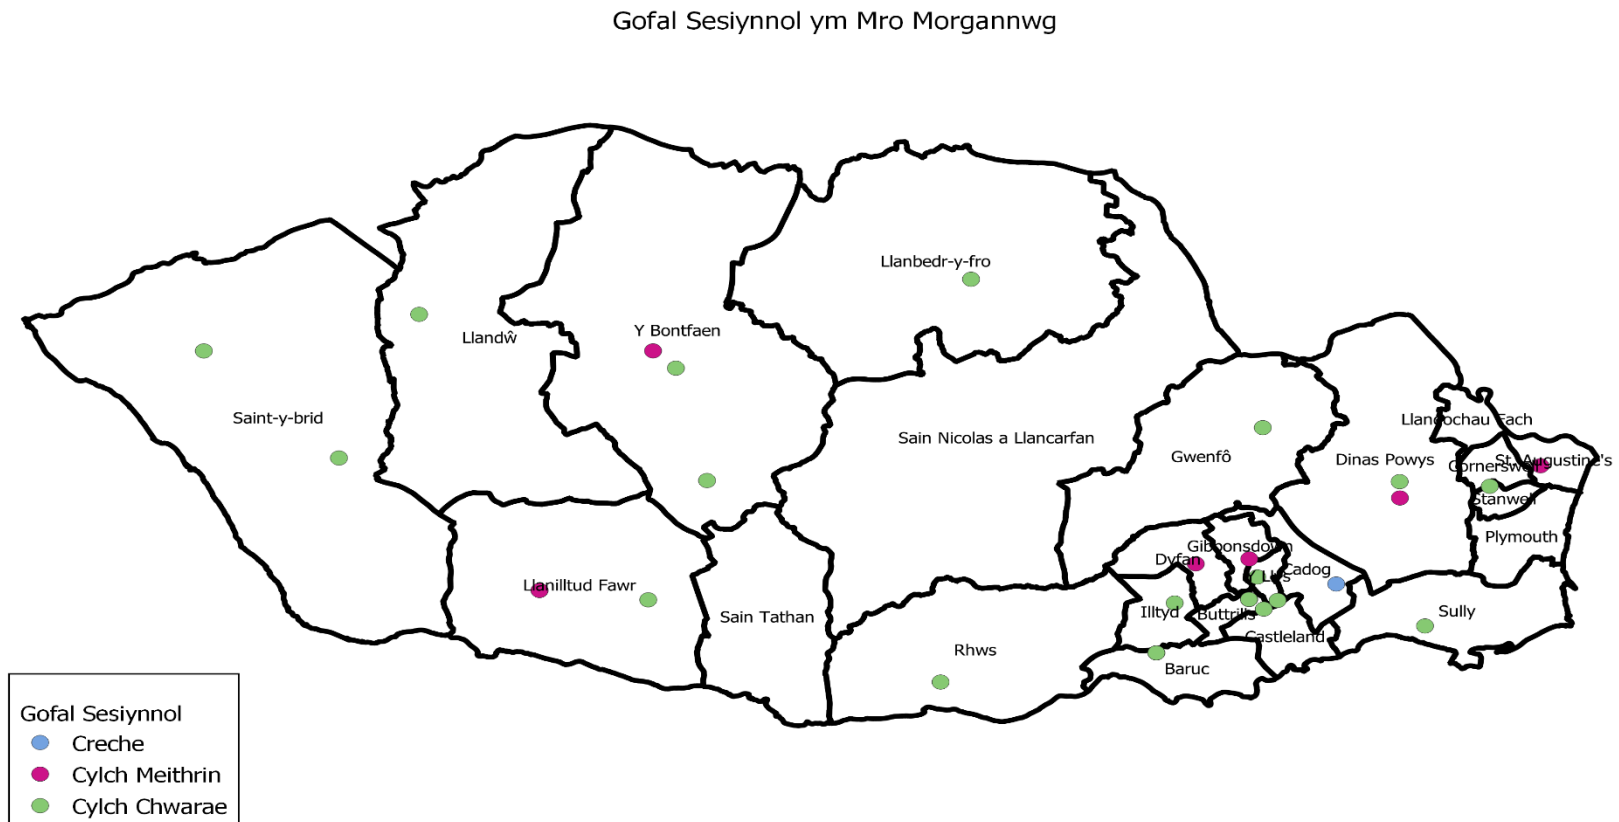 Gofal Sesiynnol ym Mro Morgannwg
Llanbedr-y-fro
Y Bontfaen
Llandŵ
Saint-y-brid
Llandochau Fach
Sain Nicolas a Llancarfan
Gwenfô
Dinas Powys
St. Augustine's
Cornerswell
Stanwell
Plymouth
Gibbonsdown
Dyfan
Cadog
Llanilltud Fawr
Illtyd
Buttrills
Sully
Sain Tathan
Castleland
Rhws
Baruc
Gofal Sesiynnol
Creche
Cylch Meithrin
Cylch Chwarae